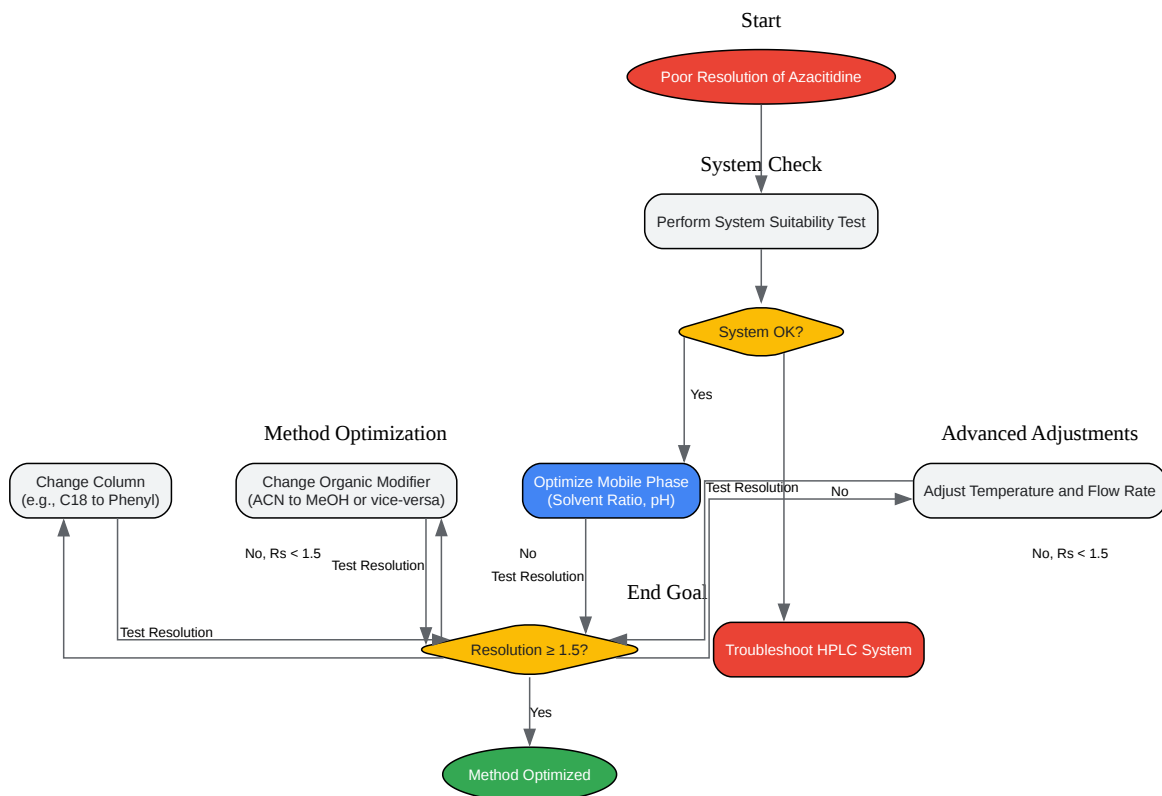 Start
Poor Resolution of Azacitidine
System Check
Perform System Suitability Test
System OK?
Yes
Method Optimization
Advanced Adjustments
Change Column
(e.g., C18 to Phenyl)
Change Organic Modifier
(ACN to MeOH or vice-versa)
Optimize Mobile Phase
(Solvent Ratio, pH)
Test Resolution
No
Adjust Temperature and Flow Rate
No, Rs < 1.5
Test Resolution
No
Test Resolution
No, Rs < 1.5
End Goal
Test Resolution
Resolution ≥ 1.5?
Troubleshoot HPLC System
Yes
Method Optimized